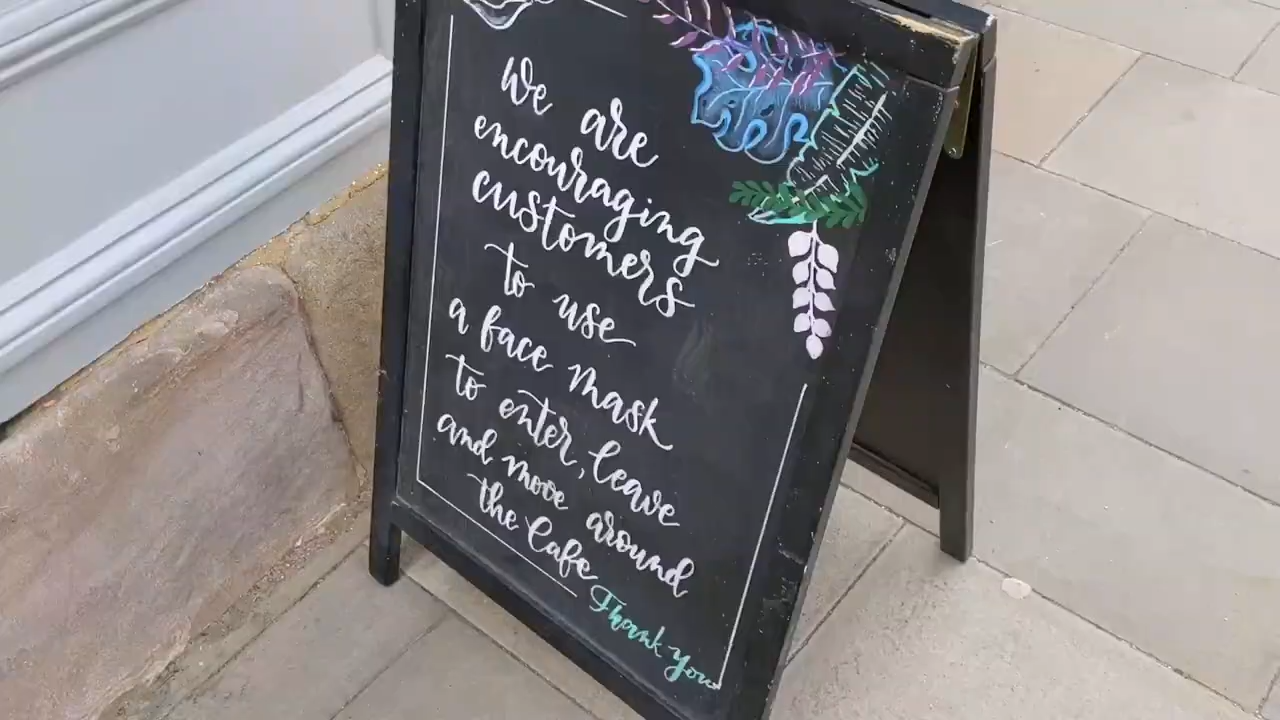 We are
encouraging
customers
to use
a face mask
to enter, leave
and move around
the Cafe
Thank you